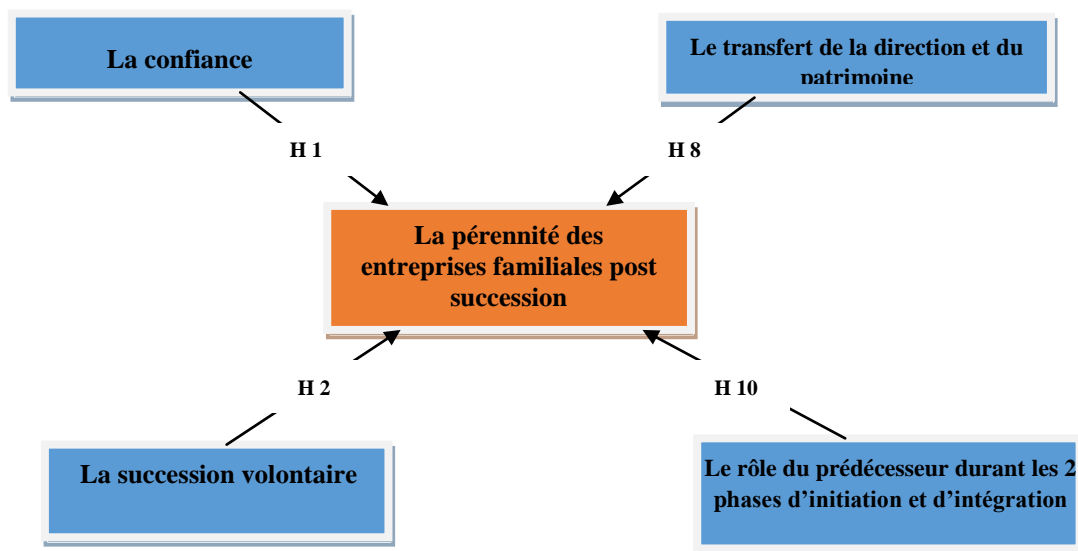 La confiance
Le transfert de la direction et du
patrimoine
H 1
H 8
La pérennité des
entreprises familiales post
succession
H 2
H 10
La succession volontaire
Le rôle du prédécesseur durant les 2
phases d'initiation et d'intégration